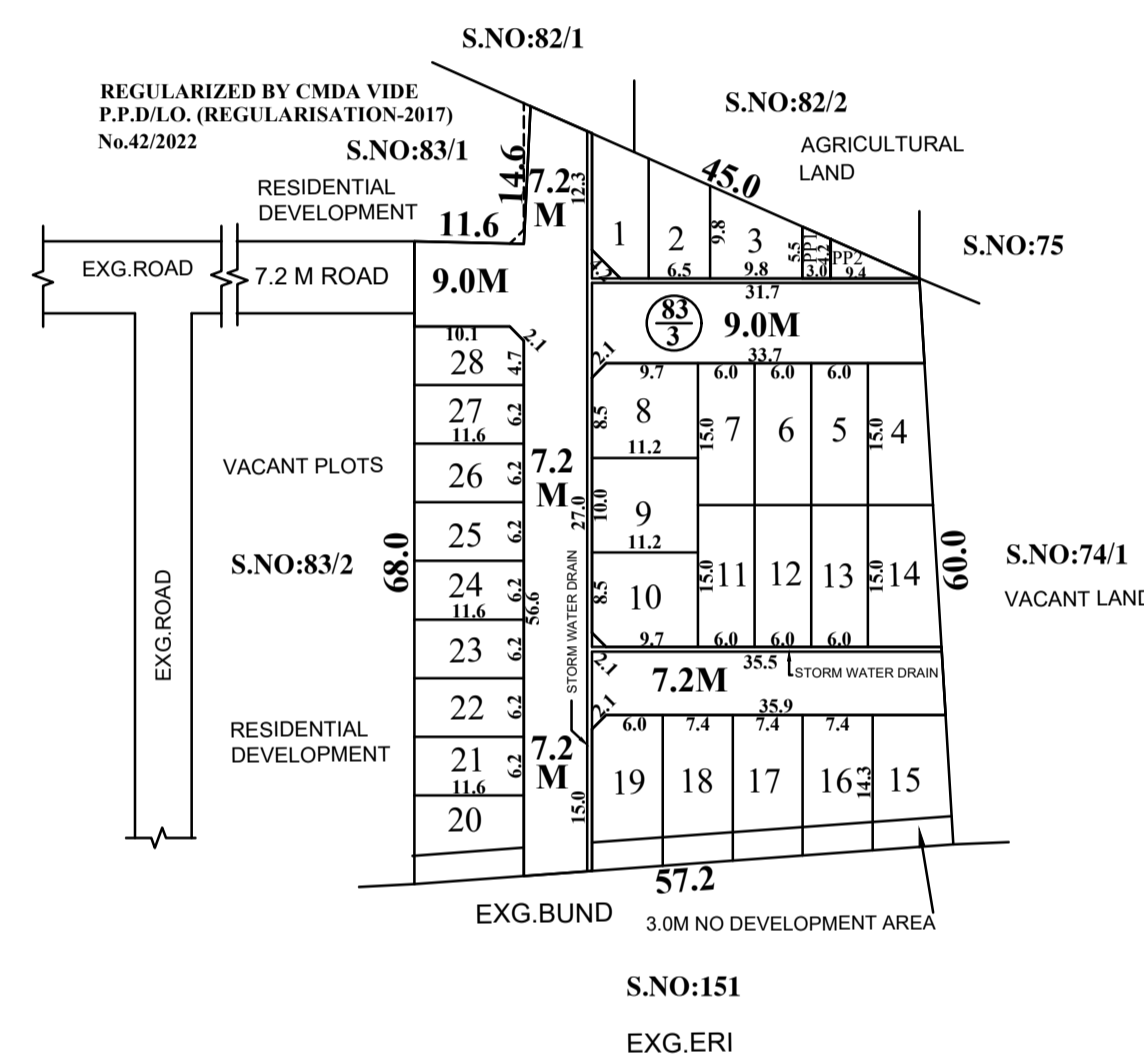 S.NO:82/1
REGULARIZED BY CMDA VIDE
P.P.D/LO. (REGULARISATION-2017)
No.42/2022
S.NO:82/2
AGRICULTURAL
LAND
S.NO:83/1
RESIDENTIAL
DEVELOPMENT
11.6
14.6
7.2
M
12.3
45.0
1
2
6.5
9.8
3
9.8
5.5
PP1
3.0
4.2
PP2
9.4
4.2
S.NO:75
EXG.ROAD
7.2 M ROAD
9.0M
31.7
83
3
9.0M
33.7
10.1
2.1
28
4.7
27
6.2
11.6
26
6.2
25
6.2
24
6.2
11.6
23
6.2
22
6.2
21
6.2
11.6
20
VACANT PLOTS
S.NO:83/2
68.0
EXG.ROAD
RESIDENTIAL
DEVELOPMENT
7.2
M
27.0
56.6
STORM WATER DRAIN
7.2
M
15.0
2.1
9.7
6.0
6.0
6.0
8.5
8
11.2
15.0
7
6
5
15.0
4
10.0
9
11.2
8.5
10
9.7
15.0
11
12
13
15.0
14
6.0
6.0
6.0
60.0
S.NO:74/1
VACANT LAND
2.1
35.5
STORM WATER DRAIN
7.2M
35.9
2.1
6.0
7.4
7.4
7.4
19
18
17
16
14.3
15
57.2
EXG.BUND
3.0M NO DEVELOPMENT AREA
S.NO:151
EXG.ERI